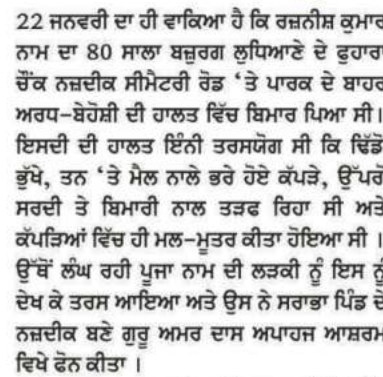 22 ਜਨਵਰੀ ਦਾ ਹੀ ਵਾਕਿਆ ਹੈ ਕਿ ਰਜ਼ਨੀਸ਼ ਕੁਮਾਰ
ਨਾਮ ਦਾ 80 ਸਾਲਾ ਬਜ਼ੁਰਗ ਲੁਧਿਆਣੇ ਦੇ ਫੁਹਾਰਾ
ਚੌਂਕ ਨਜ਼ਦੀਕ ਸੀਮੈਟਰੀ ਰੋਡ ‘ਤੇ ਪਾਰਕ ਦੇ ਬਾਹਰ
ਅਰਧ-ਬੇਹੋਸ਼ੀ ਦੀ ਹਾਲਤ ਵਿੱਚ ਬਿਮਾਰ ਪਿਆ ਸੀ।
ਇਸਦੀ ਦੀ ਹਾਲਤ ਇੰਨੀ ਤਰਸਯੋਗ ਸੀ ਕਿ ਢਿੱਡੋਂ
ਭੁੱਖੇ, ਤਨ ‘ਤੇ ਮੈਲ ਨਾਲੇ ਭਰੇ ਹੋਏ ਕੱਪੜੇ, ਉੱਪਰੋਂ
ਸਰਦੀ ਤੇ ਬਿਮਾਰੀ ਨਾਲ ਤੜਫ ਰਿਹਾ ਸੀ ਅਤੇ
ਕੱਪੜਿਆਂ ਵਿੱਚ ਹੀ ਮਲ-ਮੂਤਰ ਕੀਤਾ ਹੋਇਆ ਸੀ ।
ਉੱਥੋਂ ਲੰਘ ਰਹੀ ਪੂਜਾ ਨਾਮ ਦੀ ਲੜਕੀ ਨੂੰ ਇਸ ਨੂੰ
ਦੇਖ ਕੇ ਤਰਸ ਆਇਆ ਅਤੇ ਉਸ ਨੇ ਸਰਾਭਾ ਪਿੰਡ ਦੇ
ਨਜ਼ਦੀਕ ਬਣੇ ਗੁਰੂ ਅਮਰ ਦਾਸ ਅਪਾਹਜ ਆਸ਼ਰਮ
ਵਿਖੇ ਫੋਨ ਕੀਤਾ ।